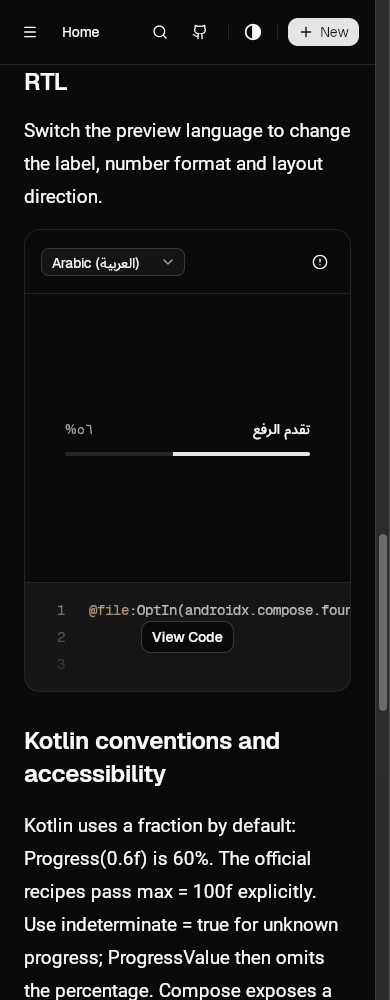 Home
New
RTL
Switch the preview language to change
the label, number format and layout
direction.
Arabic (العربية)
تقدم الرفع
%٥٦
1 @file:OptIn(androidx.compose.four
2
View Code
3
Kotlin conventions and
accessibility
Kotlin uses a fraction by default:
Progress(0.6f) is 60%. The official
recipes pass max = 100f explicitly.
Use indeterminate = true for unknown
progress; ProgressValue then omits
the percentage. Compose exposes a